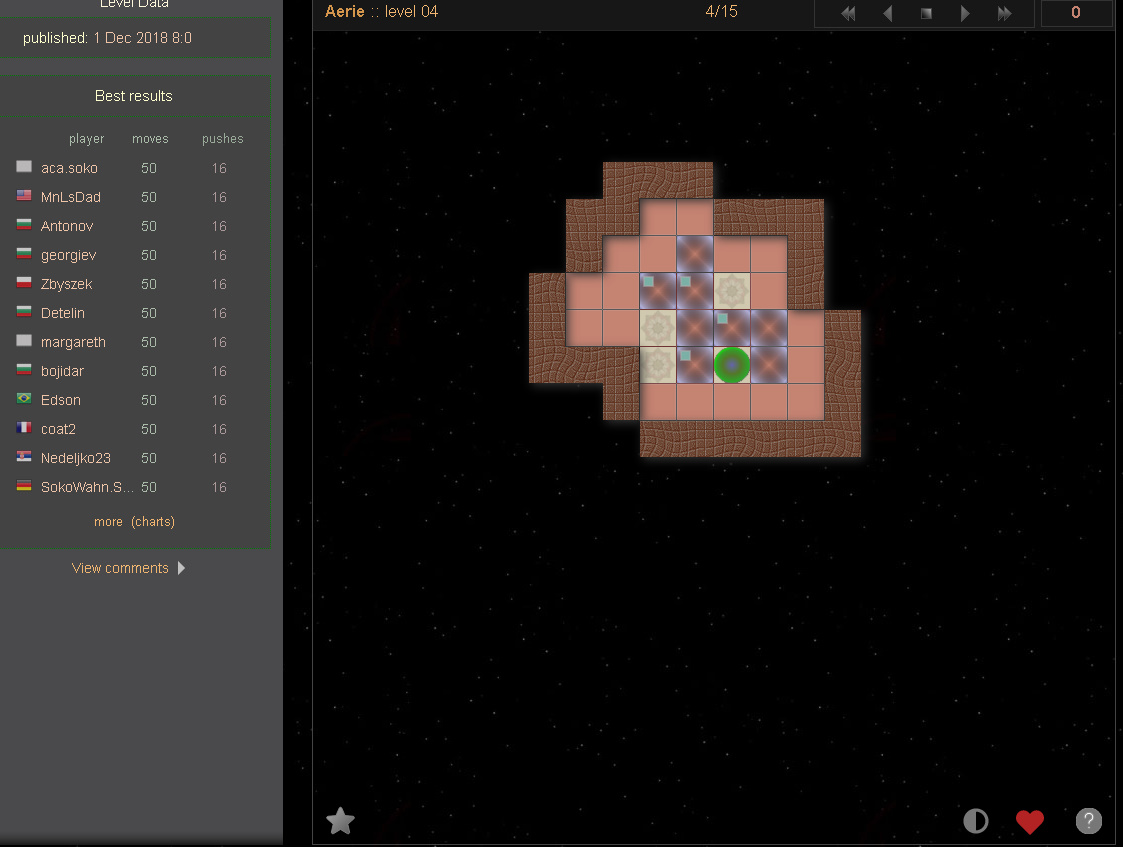 Level Data
Aerie :: level 04
4/15
0
published: 1 Dec 2018 8:0
Best results
player moves pushes
aca.soko 50 16
MnLsDad 50 16
Antonov 50 16
georgiev 50 16
Zbyszek 50 16
Detelin 50 16
margareth 50 16
bojidar 50 16
Edson 50 16
coat2 50 16
Nedeljko23 50 16
SokoWahn.S... 50 16
more (charts)
View comments
?